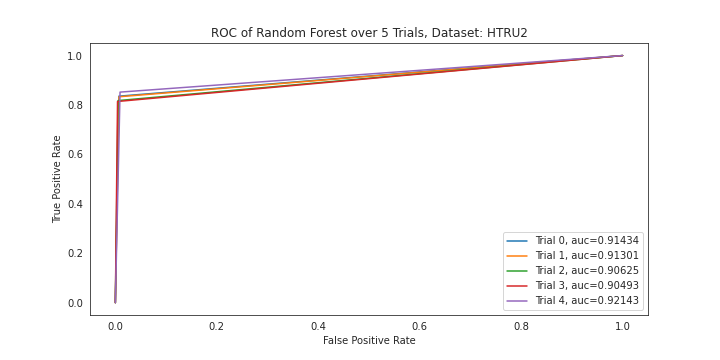 ROC of Random Forest over 5 Trials, Dataset: HTRU2
True Positive Rate
1.0
0.8
0.6
0.4
0.2
0.0
Trial 0, auc=0.91434
Trial 1, auc=0.91301
Trial 2, auc=0.90625
Trial 3, auc=0.90493
Trial 4, auc=0.92143
0.0 0.2 0.4 0.6 0.8 1.0
False Positive Rate